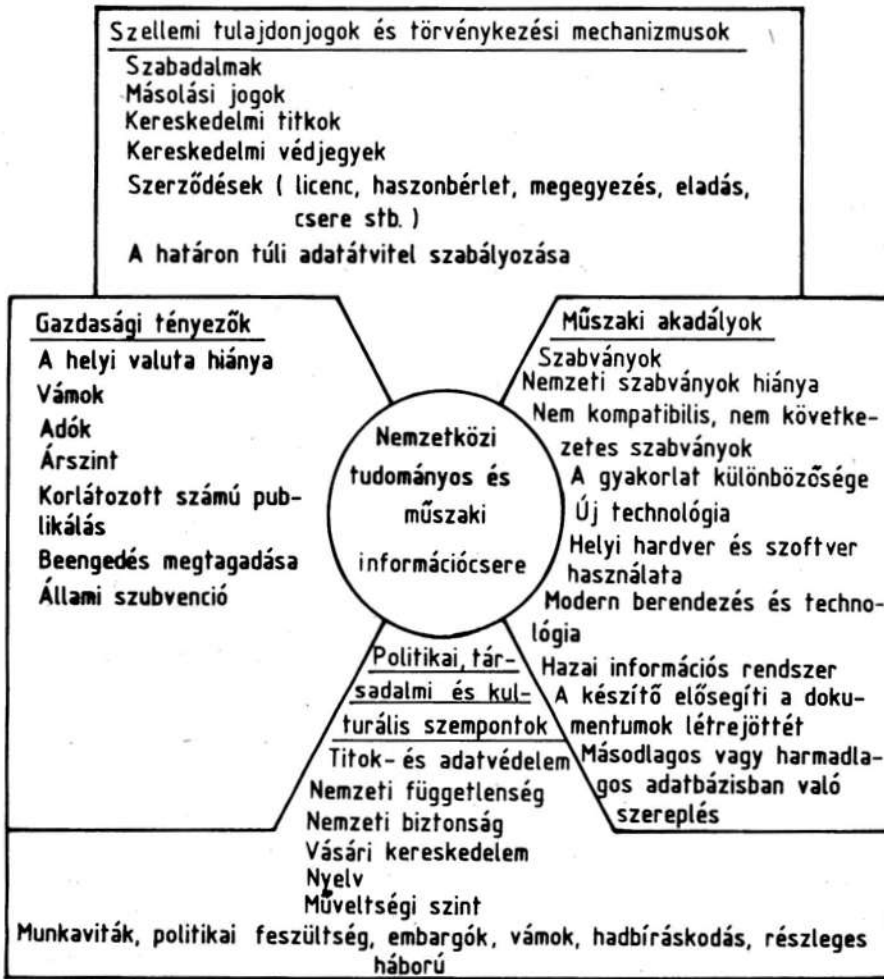 Szellemi tulajdonjogok és törvénykezési mechanizmusok
Szabadalmak
Másolási jogok
Kereskedelmi titkok
Kereskedelmi védjegyek
Szerződések ( licenc, haszonbérlet, megegyezés, eladás,
csere stb. )
A határon túli adatátvitel szabályozása
Gazdasági tényezők
A helyi valuta hiánya
Vámok
Adók
Árszint
Korlátozott számú pub-
likálás
Beengedés megtagadása
Állami szubvenció
Nemzetközi
tudományos és
műszaki
információcsere
Műszaki akadályok
Szabványok
Nemzeti szabványok hiánya
Nem kompatibilis, nem követke-
zetes szabványok
A gyakorlat különbözősége
Új technológia
Helyi hardver és szoftver
használata
Modern berendezés és techno-
lógia
Hazai információs rendszer
A készítő elősegíti a doku-
mentumok létrejöttét
Másodlagos vagy harmadla-
gos adatbázisban való
szereplés
Politikai, tár-
sadalmi és kul-
turális szempontok
Titok- és adatvédelem
Nemzeti függetlenség
Nemzeti biztonság
Vásári kereskedelem
Nyelv
Műveltségi szint
Munkaviták, politikai feszültség, embargók, vámok, hadbíráskodás, részleges
háború